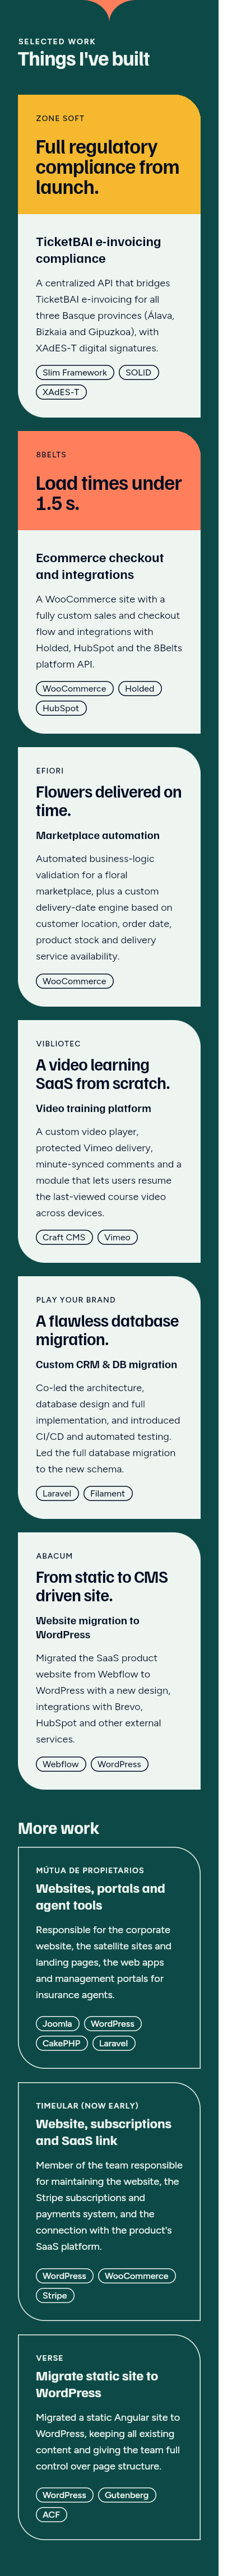 SELECTED WORK
Things I've built
ZONE SOFT
Full regulatory
compliance from
launch.
TicketBAI e-invoicing
compliance
A centralized API that bridges
TicketBAI e-invoicing for all
three Basque provinces (Álava,
Bizkaia and Gipuzkoa), with
XAdES-T digital signatures.
Slim Framework SOLID
XAdES-T
8BELTS
Load times under
1.5 s.
Ecommerce checkout
and integrations
A WooCommerce site with a
fully custom sales and checkout
flow and integrations with
Holded, HubSpot and the 8Belts
platform API.
WooCommerce Holded
HubSpot
EFIORI
Flowers delivered on
time.
Marketplace automation
Automated business-logic
validation for a floral
marketplace, plus a custom
delivery-date engine based on
customer location, order date,
product stock and delivery
service availability.
WooCommerce
VIBLIOTEC
A video learning
SaaS from scratch.
Video training platform
A custom video player,
protected Vimeo delivery,
minute-synced comments and a
module that lets users resume
the last-viewed course video
across devices.
Craft CMS Vimeo
PLAY YOUR BRAND
A flawless database
migration.
Custom CRM & DB migration
Co-led the architecture,
database design and full
implementation, and introduced
CI/CD and automated testing.
Led the full database migration
to the new schema.
Laravel Filament
ABACUM
From static to CMS
driven site.
Website migration to
WordPress
Migrated the SaaS product
website from Webflow to
WordPress with a new design,
integrations with Brevo,
HubSpot and other external
services.
Webflow WordPress
More work
MÚTUA DE PROPIETARIOS
Websites, portals and
agent tools
Responsible for the corporate
website, the satellite sites and
landing pages, the web apps
and management portals for
insurance agents.
Joomla WordPress
CakePHP Laravel
TIMEULAR (NOW EARLY)
Website, subscriptions
and SaaS link
Member of the team responsible
for maintaining the website, the
Stripe subscriptions and
payments system, and the
connection with the product's
SaaS platform.
WordPress WooCommerce
Stripe
VERSE
Migrate static site to
WordPress
Migrated a static Angular site to
WordPress, keeping all existing
content and giving the team full
control over page structure.
WordPress Gutenberg
ACF